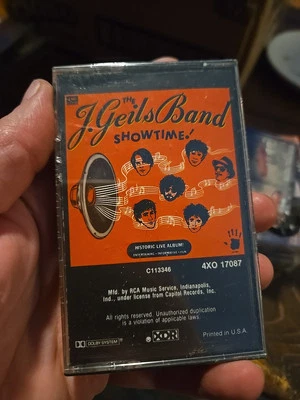 THE
J. Geils Band
SHOWTIME!
HISTORIC LIVE ALBUM!
C113346
4XO 17087
Mfd. by RCA Music Service, Indianapolis,
Ind., under license from Capitol Records, Inc.
All rights reserved. Unauthorized duplication
is a violation of applicable laws.
DOLBY SYSTEM
XDR
Printed in U.S.A.